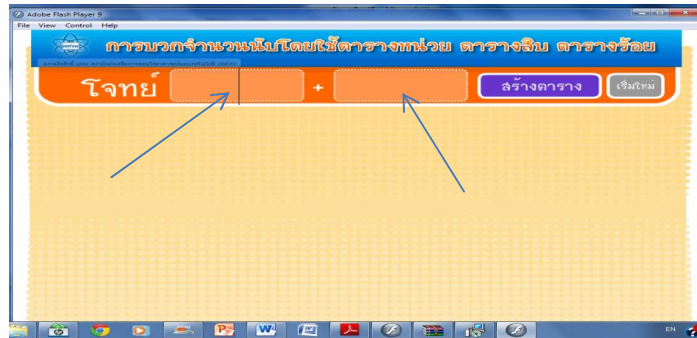 Adobe Flash Player 9
File View Control Help
การบวกจำนวนนับโดยใช้ตารางหน่วย ตารางสิบ ตารางร้อย
โจทย์ + สร้างตาราง เริ่มใหม่
EN